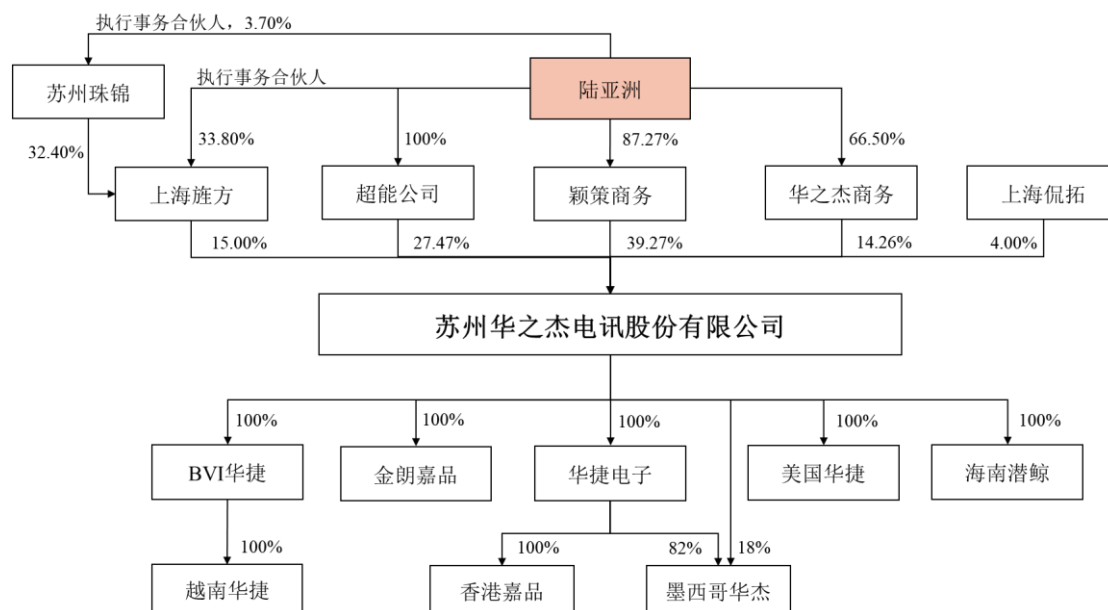 执行事务合伙人，3.70%
苏州珠锦
执行事务合伙人
陆亚洲
32.40%
33.80%
100%
87.27%
66.50%
上海旌方
超能公司
颖策商务
华之杰商务
上海侃拓
15.00%
27.47%
39.27%
14.26%
4.00%
苏州华之杰电讯股份有限公司
100%
100%
100%
100%
100%
BVI华捷
金朗嘉品
华捷电子
美国华捷
海南潜鲸
100%
100%
82%
18%
越南华捷
香港嘉品
墨西哥华杰